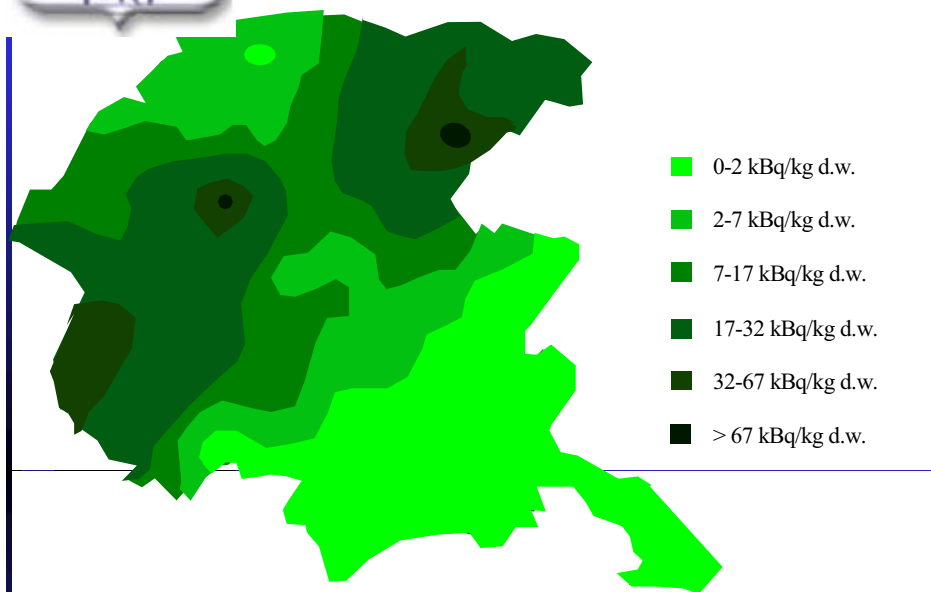 0-2 kBq/kg d.w.
2-7 kBq/kg d.w.
7-17 kBq/kg d.w.
17-32 kBq/kg d.w.
32-67 kBq/kg d.w.
> 67 kBq/kg d.w.